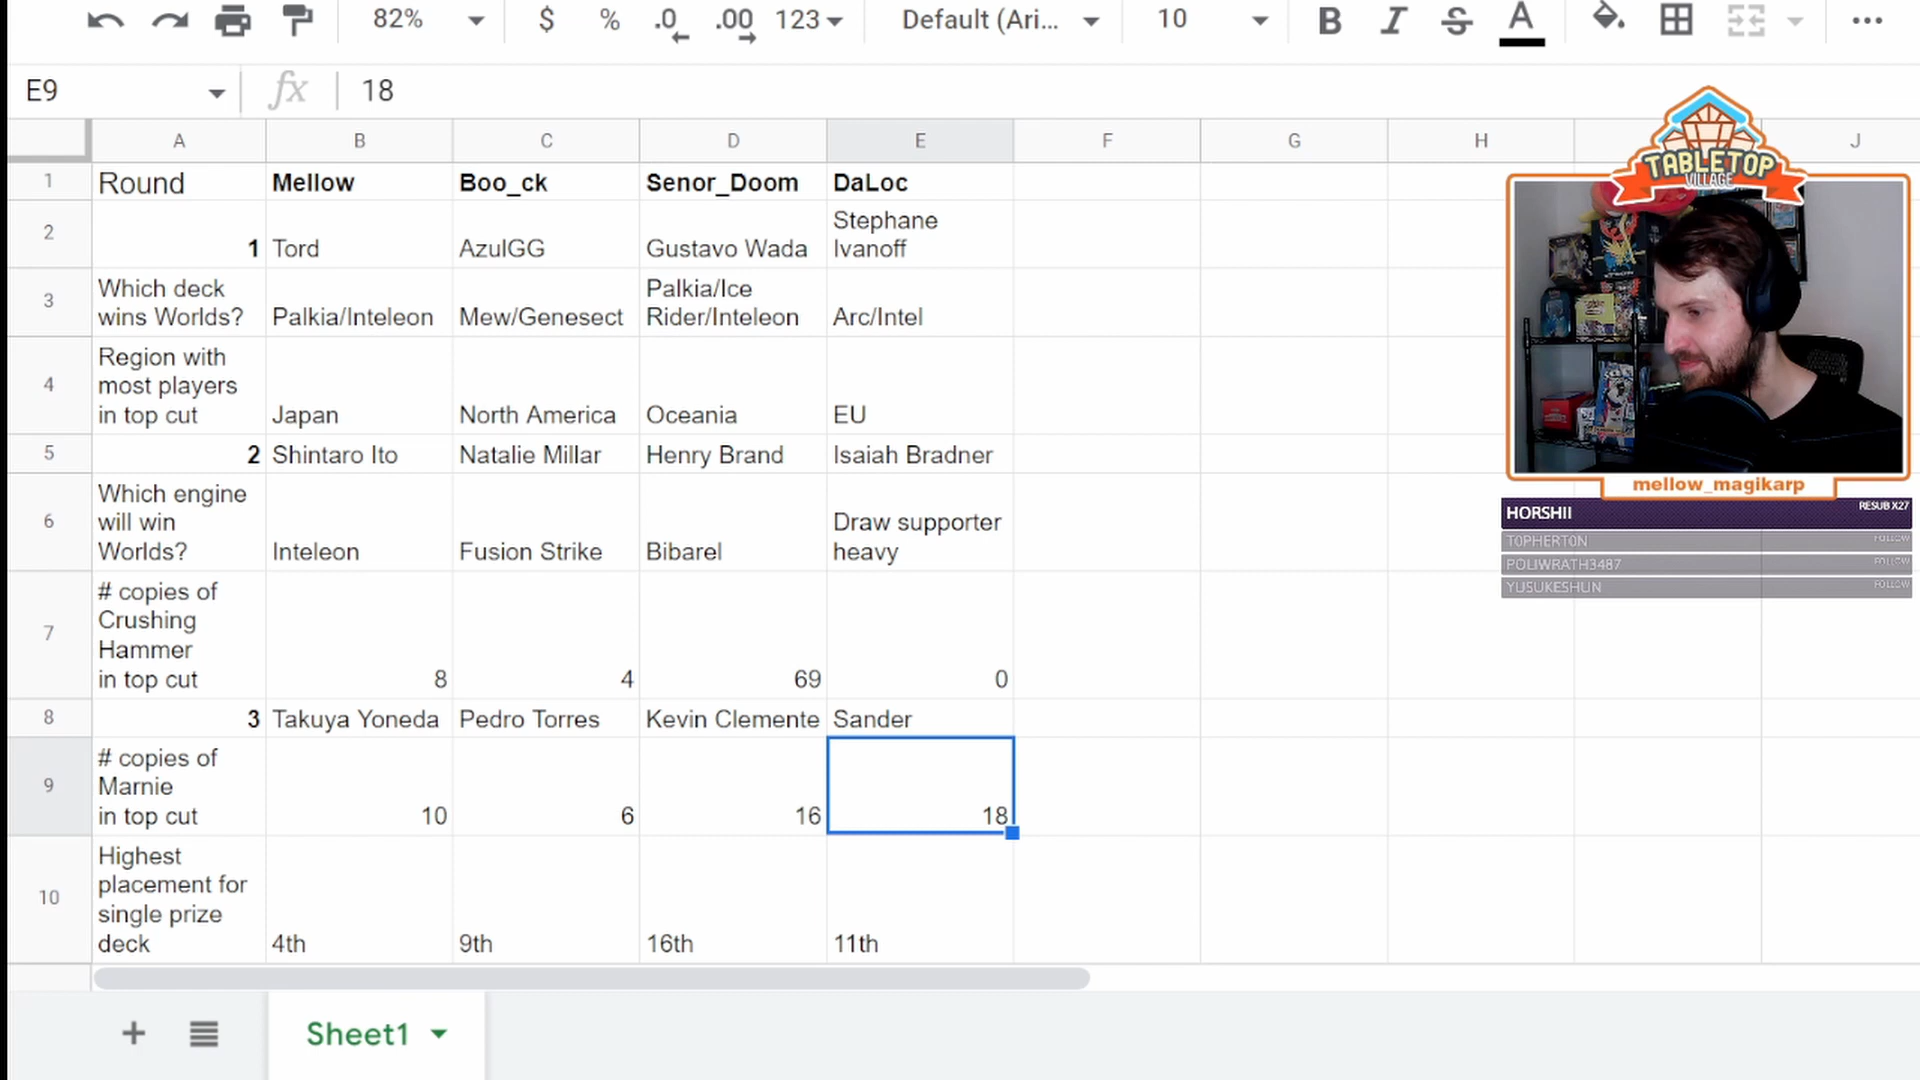 82%
$
%
.0
.00
123
Default (Ari...
10
B
I
S
A
E9
fx
18
A
B
C
D
E
F
G
H
J
1
Round
Mellow
Boo_ck
Senor_Doom
DaLoc
2
1
Tord
AzulGG
Gustavo Wada
Stephane
Ivanoff
3
Which deck
wins Worlds?
Palkia/Inteleon
Mew/Genesect
Palkia/Ice
Rider/Inteleon
Arc/Intel
4
Region with
most players
in top cut
Japan
North America
Oceania
EU
5
2
Shintaro Ito
Natalie Millar
Henry Brand
Isaiah Bradner
6
Which engine
will win
Worlds?
Inteleon
Fusion Strike
Bibarel
Draw supporter
heavy
7
# copies of
Crushing
Hammer
in top cut
8
4
69
0
8
3
Takuya Yoneda
Pedro Torres
Kevin Clemente
Sander
9
# copies of
Marnie
in top cut
10
6
16
18
10
Highest
placement for
single prize
deck
4th
9th
16th
11th
Sheet1
TABLETOP
VILLAGE
mellow_magikarp
HORSHII
RESUB X27
T0PHERT0N
FOLLOW
POLIWRATH3487
FOLLOW
YUSUKESHUN
FOLLOW